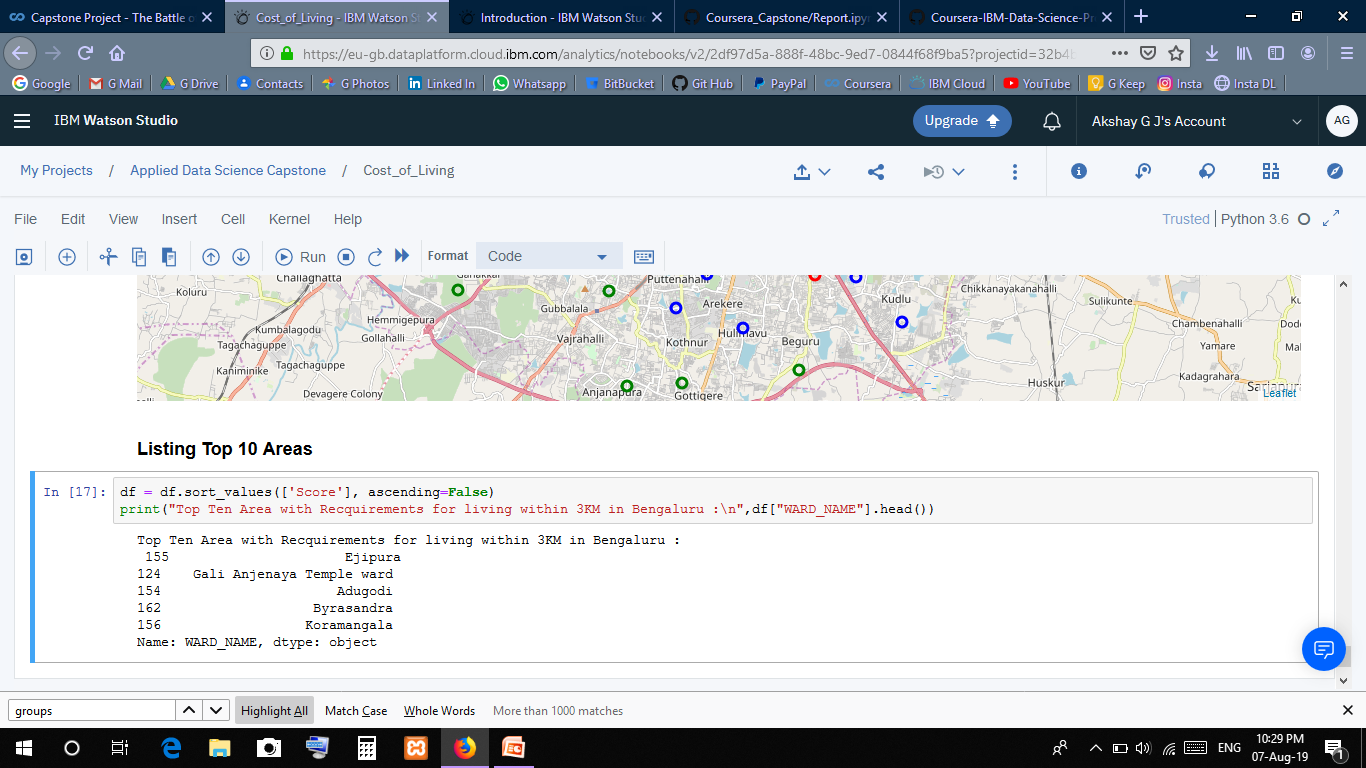 Capstone Project - The Battle o
Cost_of_Living - IBM Watson St
Introduction - IBM Watson Stu
Coursera_Capstone/Report.ipy
Coursera-IBM-Data-Science-Pr
https://eu-gb.dataplatform.cloud.ibm.com/analytics/notebooks/v2/2df97d5a-888f-48bc-9ed7-0844f68f9ba5?projectid=32b4b
Google G Mail G Drive Contacts G Photos Linked In Whatsapp BitBucket Git Hub PayPal Coursera IBM Cloud YouTube G Keep Insta Insta DL
IBM Watson Studio
Upgrade
Akshay G J's Account
AG
My Projects / Applied Data Science Capstone / Cost_of_Living
File Edit View Insert Cell Kernel Help
Trusted | Python 3.6
Run
Format
Code
Challaghatta
Puttenahal
Koluru
Gubbalala
Arekere
Kudlu
Chikkanayakanahalli
Sulikunte
Hemmigepura
Kumbalagodu
Gollahalli
Vajrahalli
Kothnur
Hulimavu
Beguru
Chambenahalli
Dod
Tagachaguppe
Tagachaguppe
Yamare
Mal
Kaniminike
Devagere Colony
Anjanapura
Gottigere
Huskur
Kadagrahara
Sarjapura
Leaflet
Listing Top 10 Areas
In [17]:
df = df.sort_values(['Score'], ascending=False)
print("Top Ten Area with Recquirements for living within 3KM in Bengaluru :\n",df["WARD_NAME"].head())
Top Ten Area with Recquirements for living within 3KM in Bengaluru :
155 Ejipura
124 Gali Anjenaya Temple ward
154 Adugodi
162 Byrasandra
156 Koramangala
Name: WARD_NAME, dtype: object
groups
Highlight All
Match Case
Whole Words
More than 1000 matches
ENG
10:29 PM
07-Aug-19
1